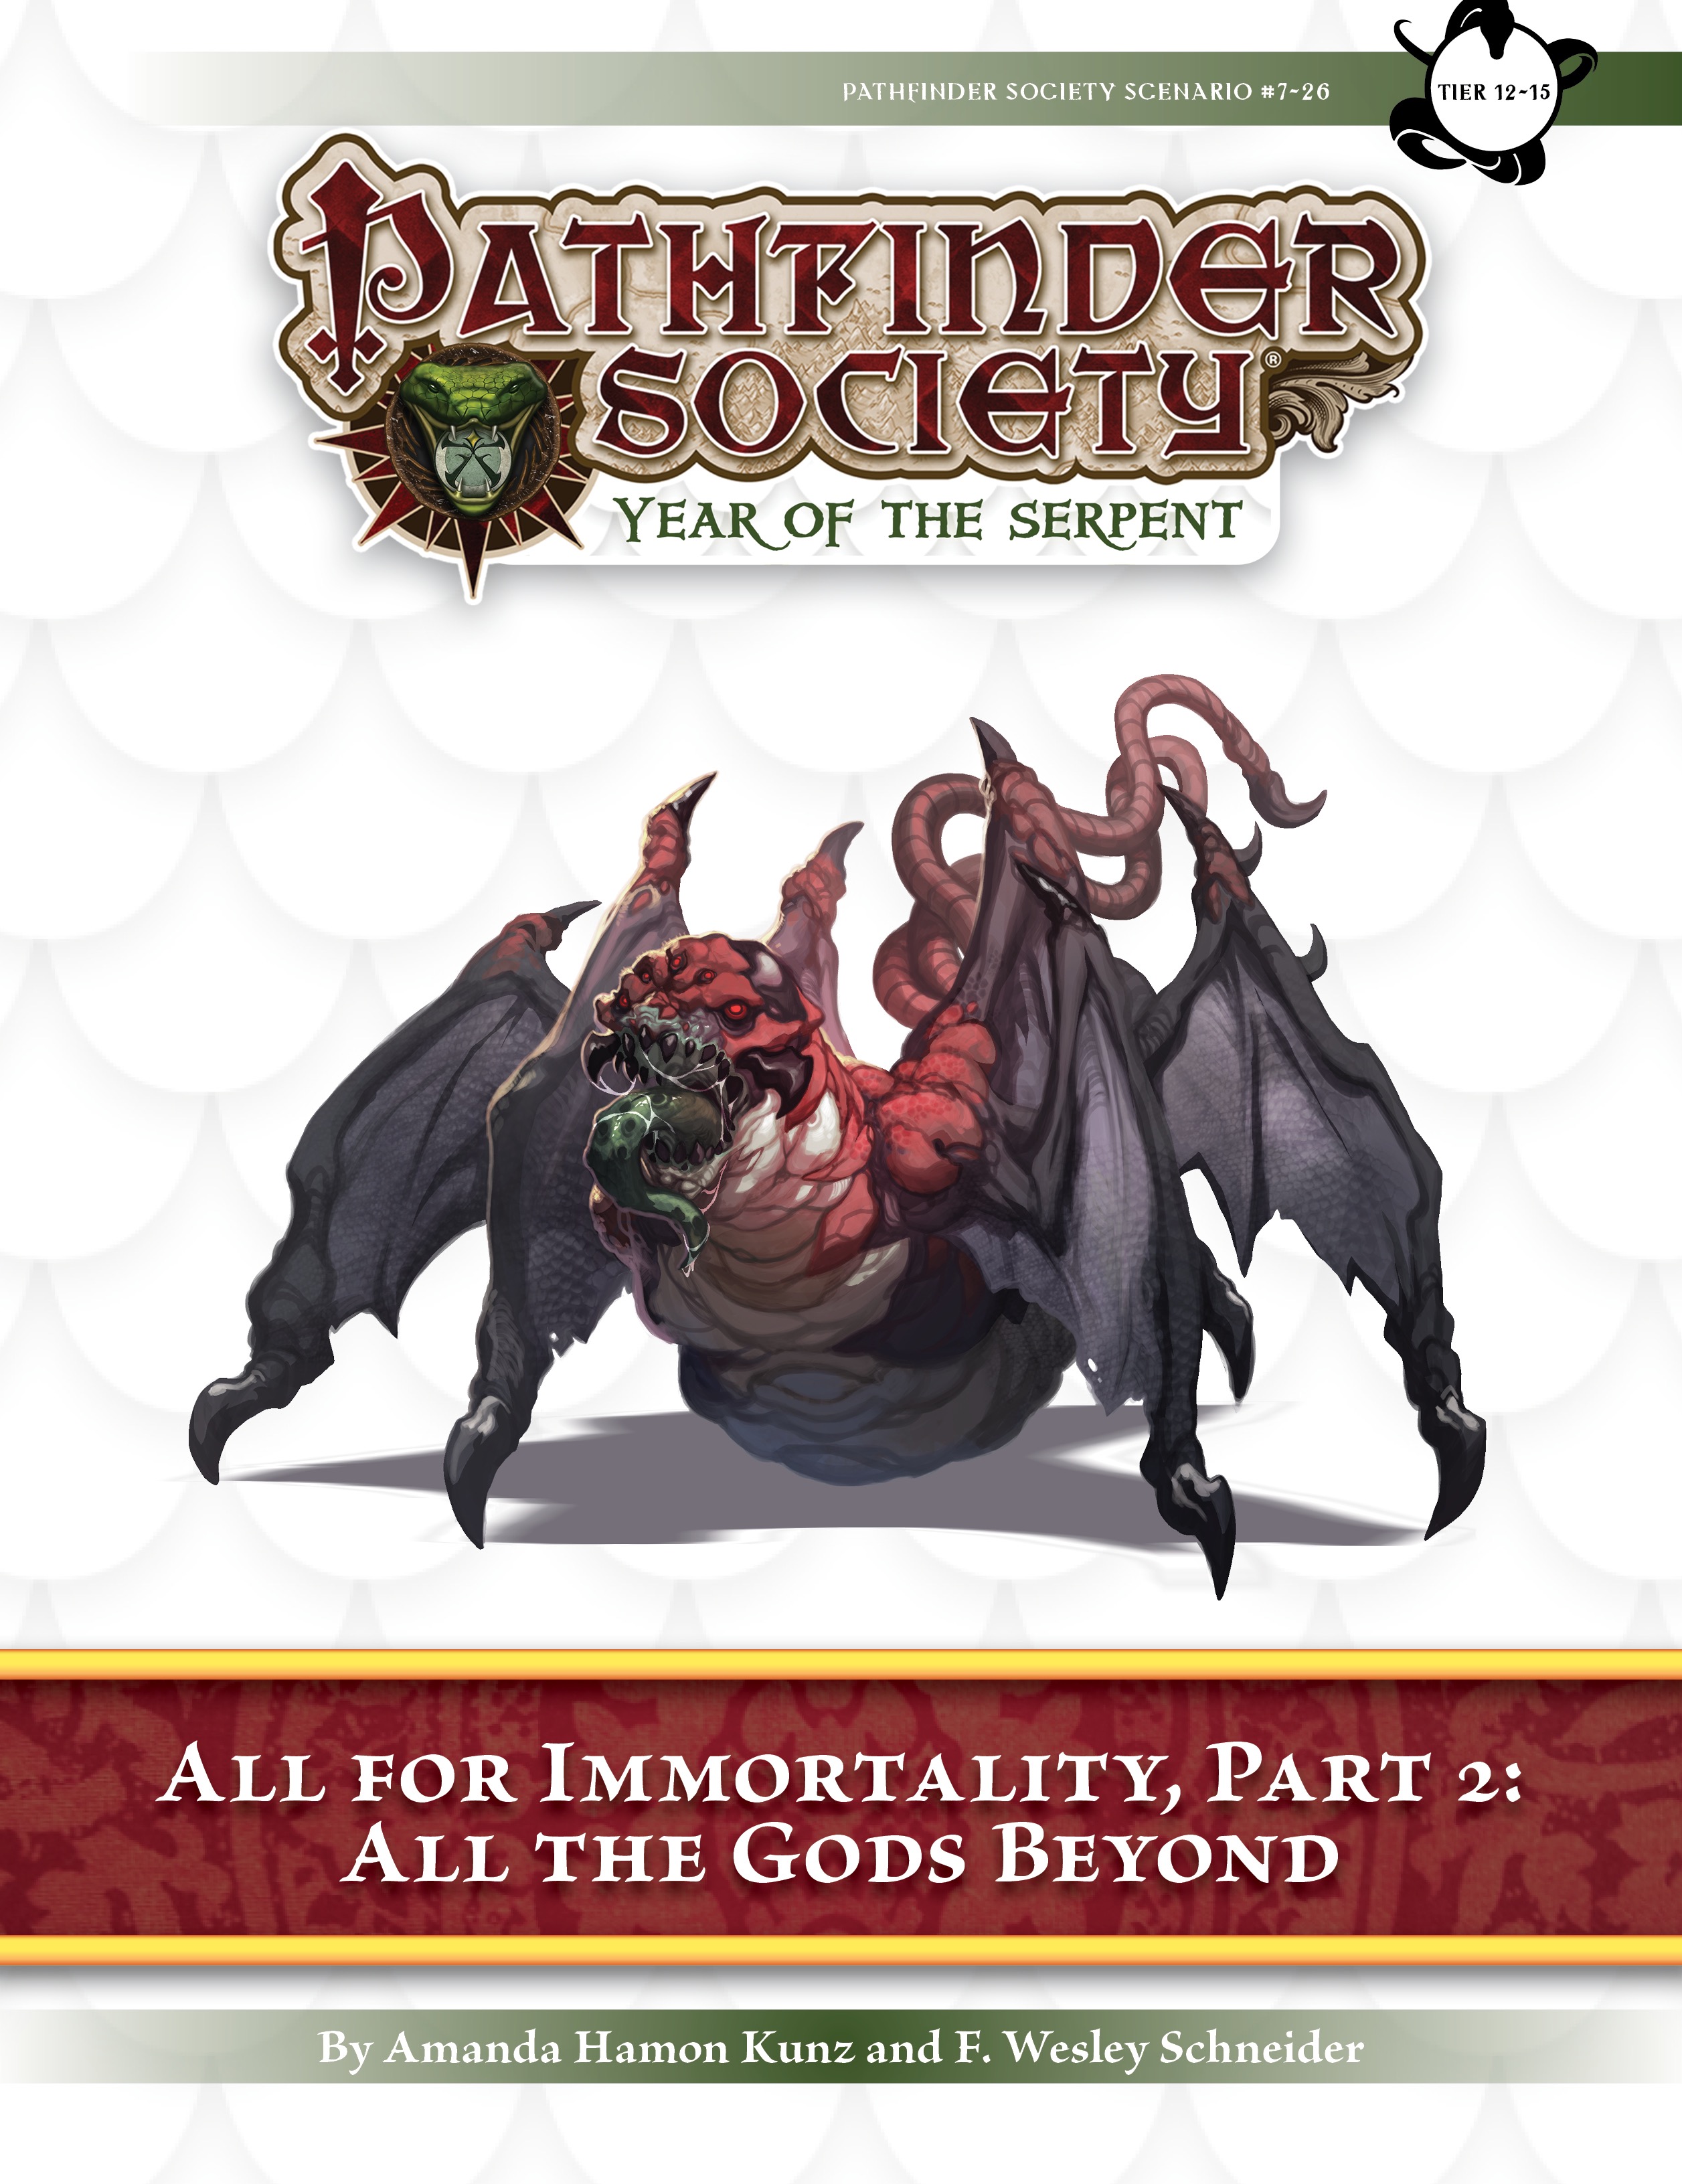 PATHFINDER SOCIETY SCENARIO #7-26
TIER 12-15
PATHFINDER
SOCIETY®
YEAR OF THE SERPENT
ALL FOR IMMORTALITY, PART 2:
ALL THE GODS BEYOND
By Amanda Hamon Kunz and F. Wesley Schneider